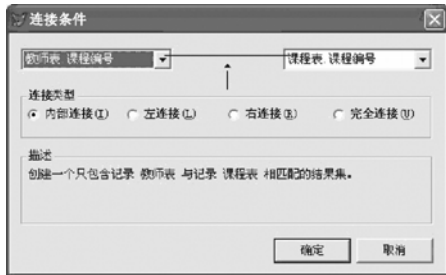 连接条件
教师表.课程编号 课程表.课程编号
连接类型
内部连接(I) 左连接(L) 右连接(R) 完全连接(U)
描述
创建一个只包含记录 教师表 与记录 课程表 相匹配的结果集。
确定 取消